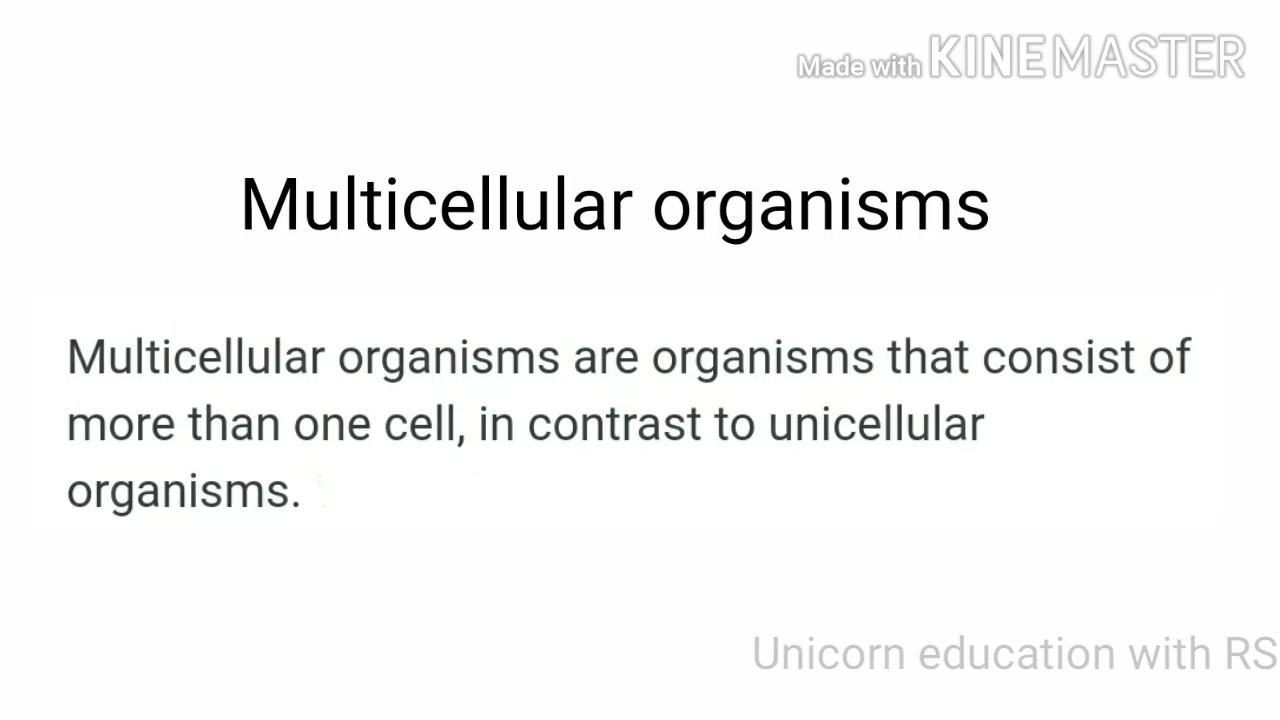 Made with KINEMASTER
Multicellular organisms
Multicellular organisms are organisms that consist of
more than one cell, in contrast to unicellular
organisms.
Unicorn education with RS